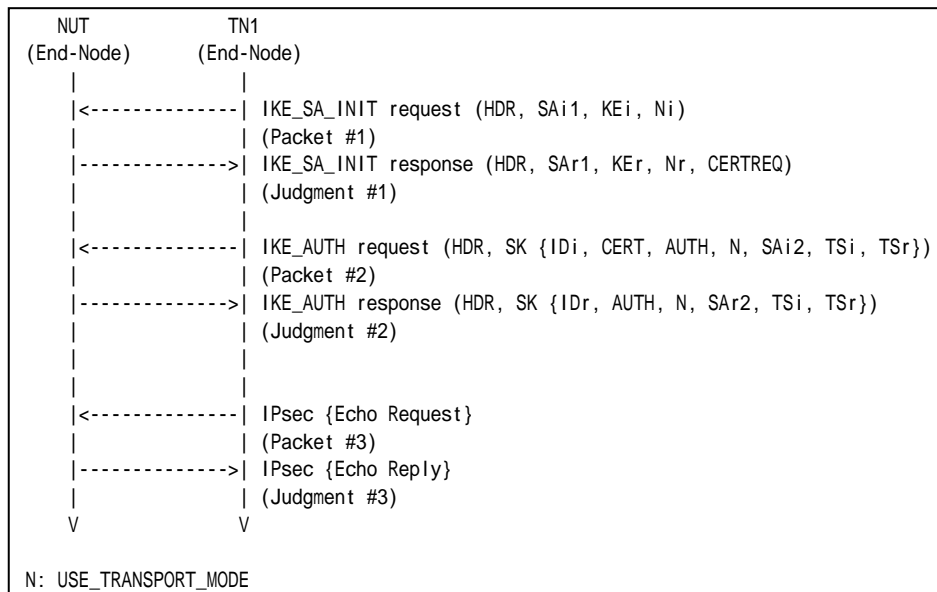 NUT TN1
(End-Node) (End-Node)
| |
|<--------------| IKE_SA_INIT request (HDR, SAi1, KEi, Ni)
| | (Packet #1)
|-------------->| IKE_SA_INIT response (HDR, SAr1, KEr, Nr, CERTREQ)
| | (Judgment #1)
| |
|<--------------| IKE_AUTH request (HDR, SK {IDi, CERT, AUTH, N, SAi2, TSi, TSr})
| | (Packet #2)
|-------------->| IKE_AUTH response (HDR, SK {IDr, AUTH, N, SAr2, TSi, TSr})
| | (Judgment #2)
| |
| |
|<--------------| IPsec {Echo Request}
| | (Packet #3)
|-------------->| IPsec {Echo Reply}
| | (Judgment #3)
V V
N: USE_TRANSPORT_MODE